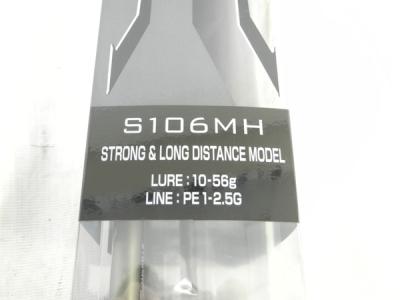 S106MH
STRONG & LONG DISTANCE MODEL
LURE : 10-56g
LINE : PE 1-2.5G